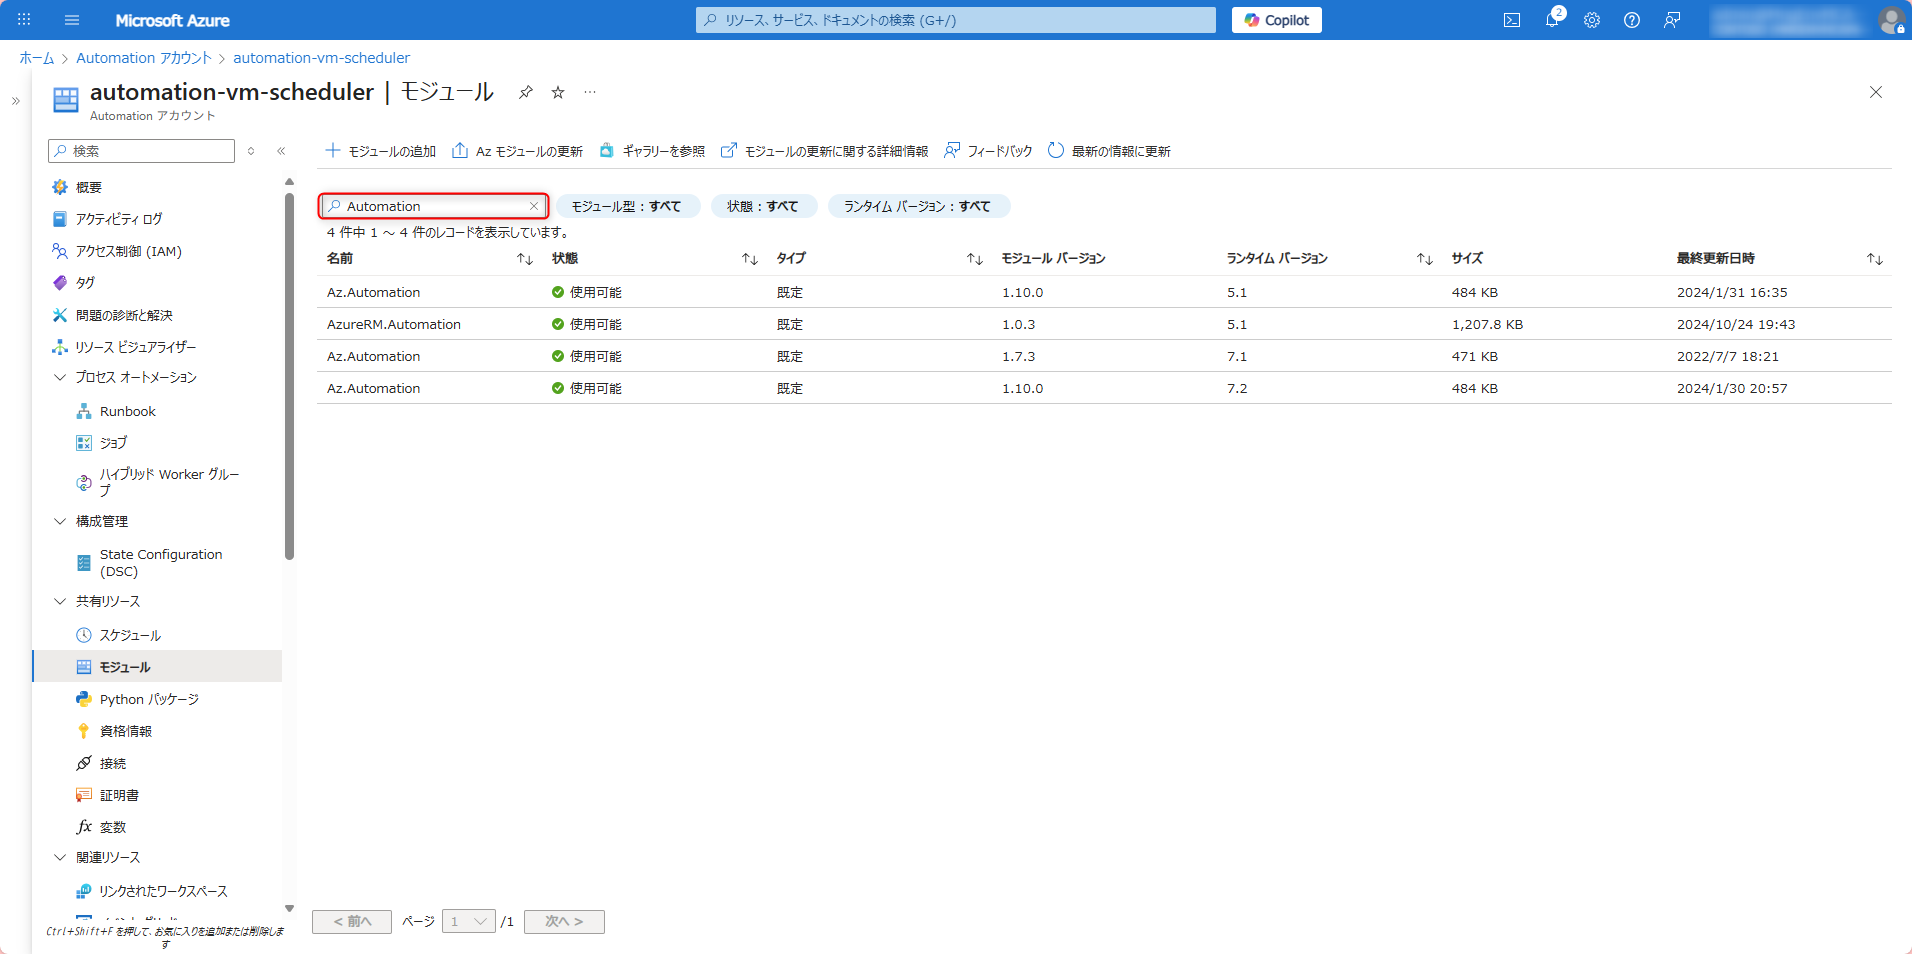 Microsoft Azure
リソース、サービス、ドキュメントの検索 (G+/)
Copilot
2
ホーム > Automation アカウント > automation-vm-scheduler
automation-vm-scheduler | モジュール
Automation アカウント
検索
概要
アクティビティ ログ
アクセス制御 (IAM)
タグ
問題の診断と解決
リソース ビジュアライザー
プロセス オートメーション
Runbook
ジョブ
ハイブリッド Worker グルー
プ
構成管理
State Configuration
(DSC)
共有リソース
スケジュール
モジュール
Python パッケージ
資格情報
接続
証明書
変数
関連リソース
リンクされたワークスペース
Ctrl+Shift+F を押して、お気に入りを追加または削除しま
す
モジュールの追加 Az モジュールの更新 ギャラリーを参照 モジュールの更新に関する詳細情報 フィードバック 最新の情報に更新
Automation モジュール型 : すべて 状態 : すべて ランタイム バージョン : すべて
4 件中 1 ～ 4 件のレコードを表示しています。
名前 状態 タイプ モジュール バージョン ランタイム バージョン サイズ 最終更新日時
Az.Automation 使用可能 既定 1.10.0 5.1 484 KB 2024/1/31 16:35
AzureRM.Automation 使用可能 既定 1.0.3 5.1 1,207.8 KB 2024/10/24 19:43
Az.Automation 使用可能 既定 1.7.3 7.1 471 KB 2022/7/7 18:21
Az.Automation 使用可能 既定 1.10.0 7.2 484 KB 2024/1/30 20:57
< 前へ ページ 1 /1 次へ >